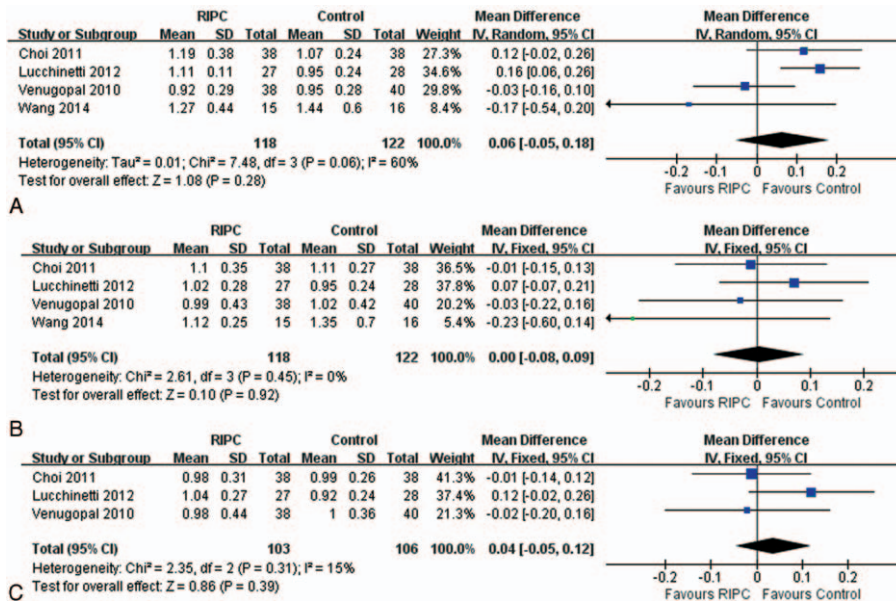 RIPC Control Mean Difference Mean Difference
Study or Subgroup Mean SD Total Mean SD Total Weight IV, Random, 95% CI IV, Random, 95% CI
Choi 2011 1.19 0.38 38 1.07 0.24 38 27.3% 0.12 [-0.02, 0.26]
Lucchinetti 2012 1.11 0.11 27 0.95 0.24 28 34.6% 0.16 [0.06, 0.26]
Venugopal 2010 0.92 0.29 38 0.95 0.28 40 29.8% -0.03 [-0.16, 0.10]
Wang 2014 1.27 0.44 15 1.44 0.6 16 8.4% -0.17 [-0.54, 0.20]
Total (95% CI) 118 122 100.0% 0.06 [-0.05, 0.18]
Heterogeneity: Tau² = 0.01; Chi² = 7.48, df = 3 (P = 0.06); I² = 60%
Test for overall effect: Z = 1.08 (P = 0.28)
-0.2 -0.1 0 0.1 0.2
Favours RIPC Favours Control
A
RIPC Control Mean Difference Mean Difference
Study or Subgroup Mean SD Total Mean SD Total Weight IV, Fixed, 95% CI IV, Fixed, 95% CI
Choi 2011 1.1 0.35 38 1.11 0.27 38 36.5% -0.01 [-0.15, 0.13]
Lucchinetti 2012 1.02 0.28 27 0.95 0.24 28 37.8% 0.07 [-0.07, 0.21]
Venugopal 2010 0.99 0.43 38 1.02 0.42 40 20.2% -0.03 [-0.22, 0.16]
Wang 2014 1.12 0.25 15 1.35 0.7 16 5.4% -0.23 [-0.60, 0.14]
Total (95% CI) 118 122 100.0% 0.00 [-0.08, 0.09]
Heterogeneity: Chi² = 2.61, df = 3 (P = 0.45); I² = 0%
Test for overall effect: Z = 0.10 (P = 0.92)
-0.2 -0.1 0 0.1 0.2
Favours RIPC Favours Control
B
RIPC Control Mean Difference Mean Difference
Study or Subgroup Mean SD Total Mean SD Total Weight IV, Fixed, 95% CI IV, Fixed, 95% CI
Choi 2011 0.98 0.31 38 0.99 0.26 38 41.3% -0.01 [-0.14, 0.12]
Lucchinetti 2012 1.04 0.27 27 0.92 0.24 28 37.4% 0.12 [-0.02, 0.26]
Venugopal 2010 0.98 0.44 38 1 0.36 40 21.3% -0.02 [-0.20, 0.16]
Total (95% CI) 103 106 100.0% 0.04 [-0.05, 0.12]
Heterogeneity: Chi² = 2.35, df = 2 (P = 0.31); I² = 15%
Test for overall effect: Z = 0.86 (P = 0.39)
-0.2 -0.1 0 0.1 0.2
Favours RIPC Favours Control
C